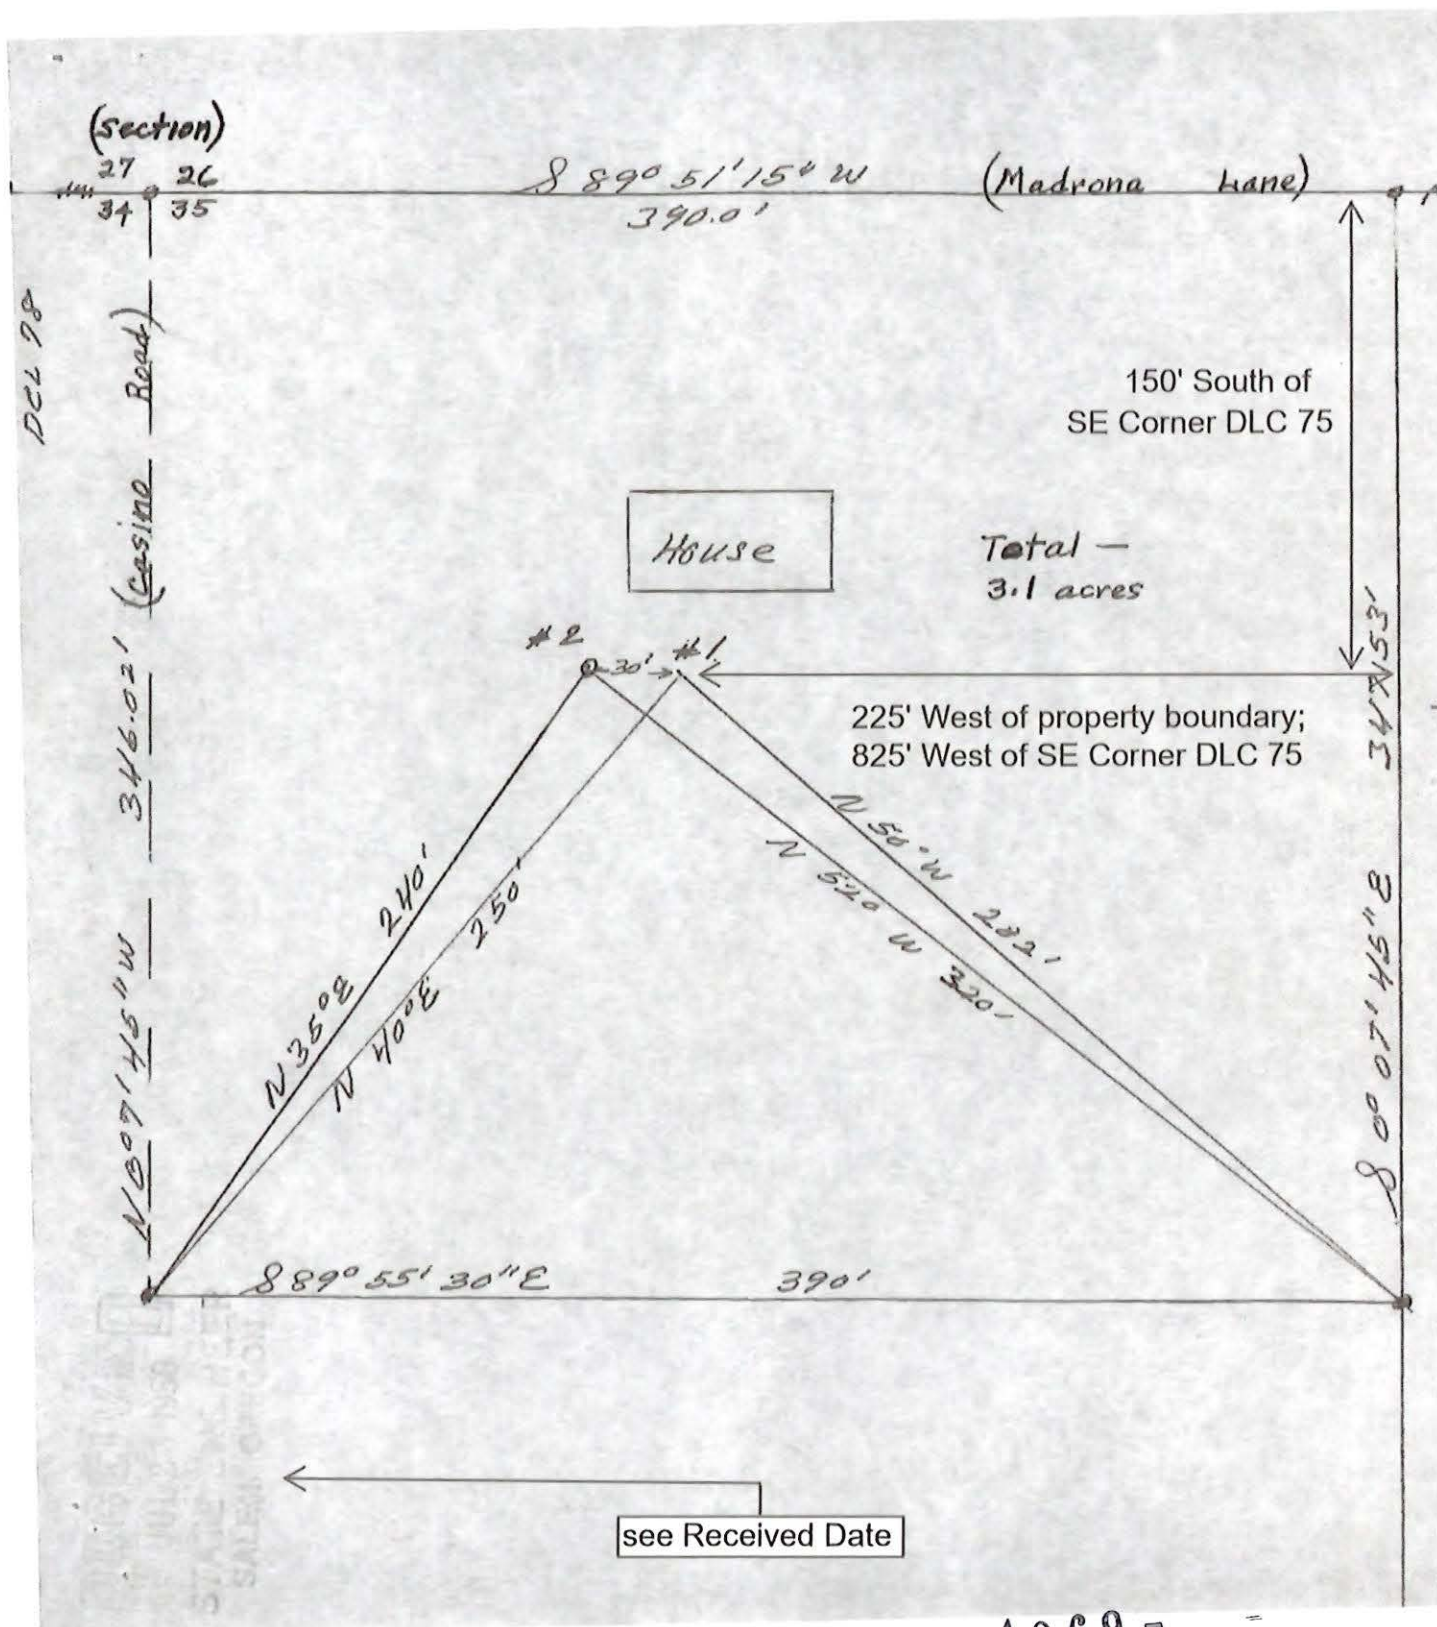 (section)
27 26
34 35
S 89° 51' 15" W
390.0'
(Madrona Lane)
DCL 78
(Casino Road)
346.02'
N 0°07'45" W
150' South of
SE Corner DLC 75
House
Total —
3.1 acres
#2
30'
#1
225' West of property boundary;
825' West of SE Corner DLC 75
S 0° 07' 45" E
N 35° E 240'
N 40° E 250'
N 50° W 282'
N 52° W 320'
S 89° 55' 30" E 390'
SALEM OREGON
see Received Date